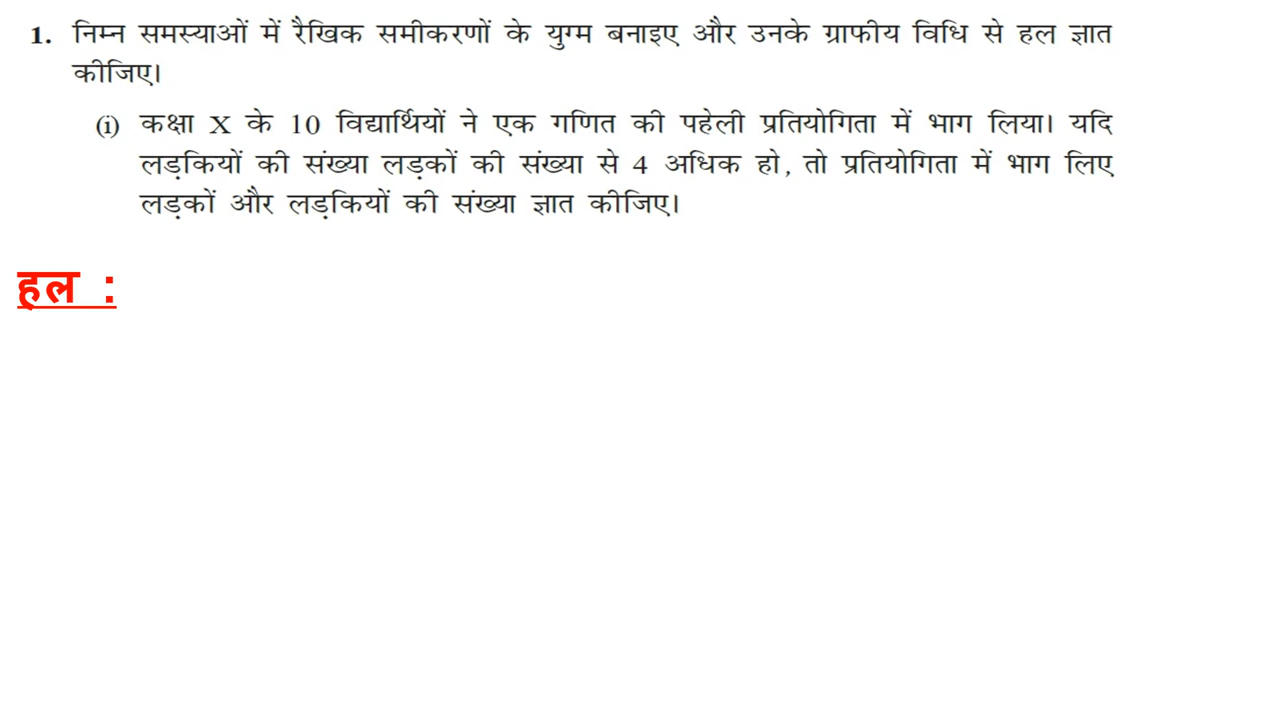 1. निम्न समस्याओं में रैखिक समीकरणों के युग्म बनाइए और उनके ग्राफीय विधि से हल ज्ञात
कीजिए।
(i) कक्षा X के 10 विद्यार्थियों ने एक गणित की पहेली प्रतियोगिता में भाग लिया। यदि
लड़कियों की संख्या लड़कों की संख्या से 4 अधिक हो, तो प्रतियोगिता में भाग लिए
लड़कों और लड़कियों की संख्या ज्ञात कीजिए।
हल :